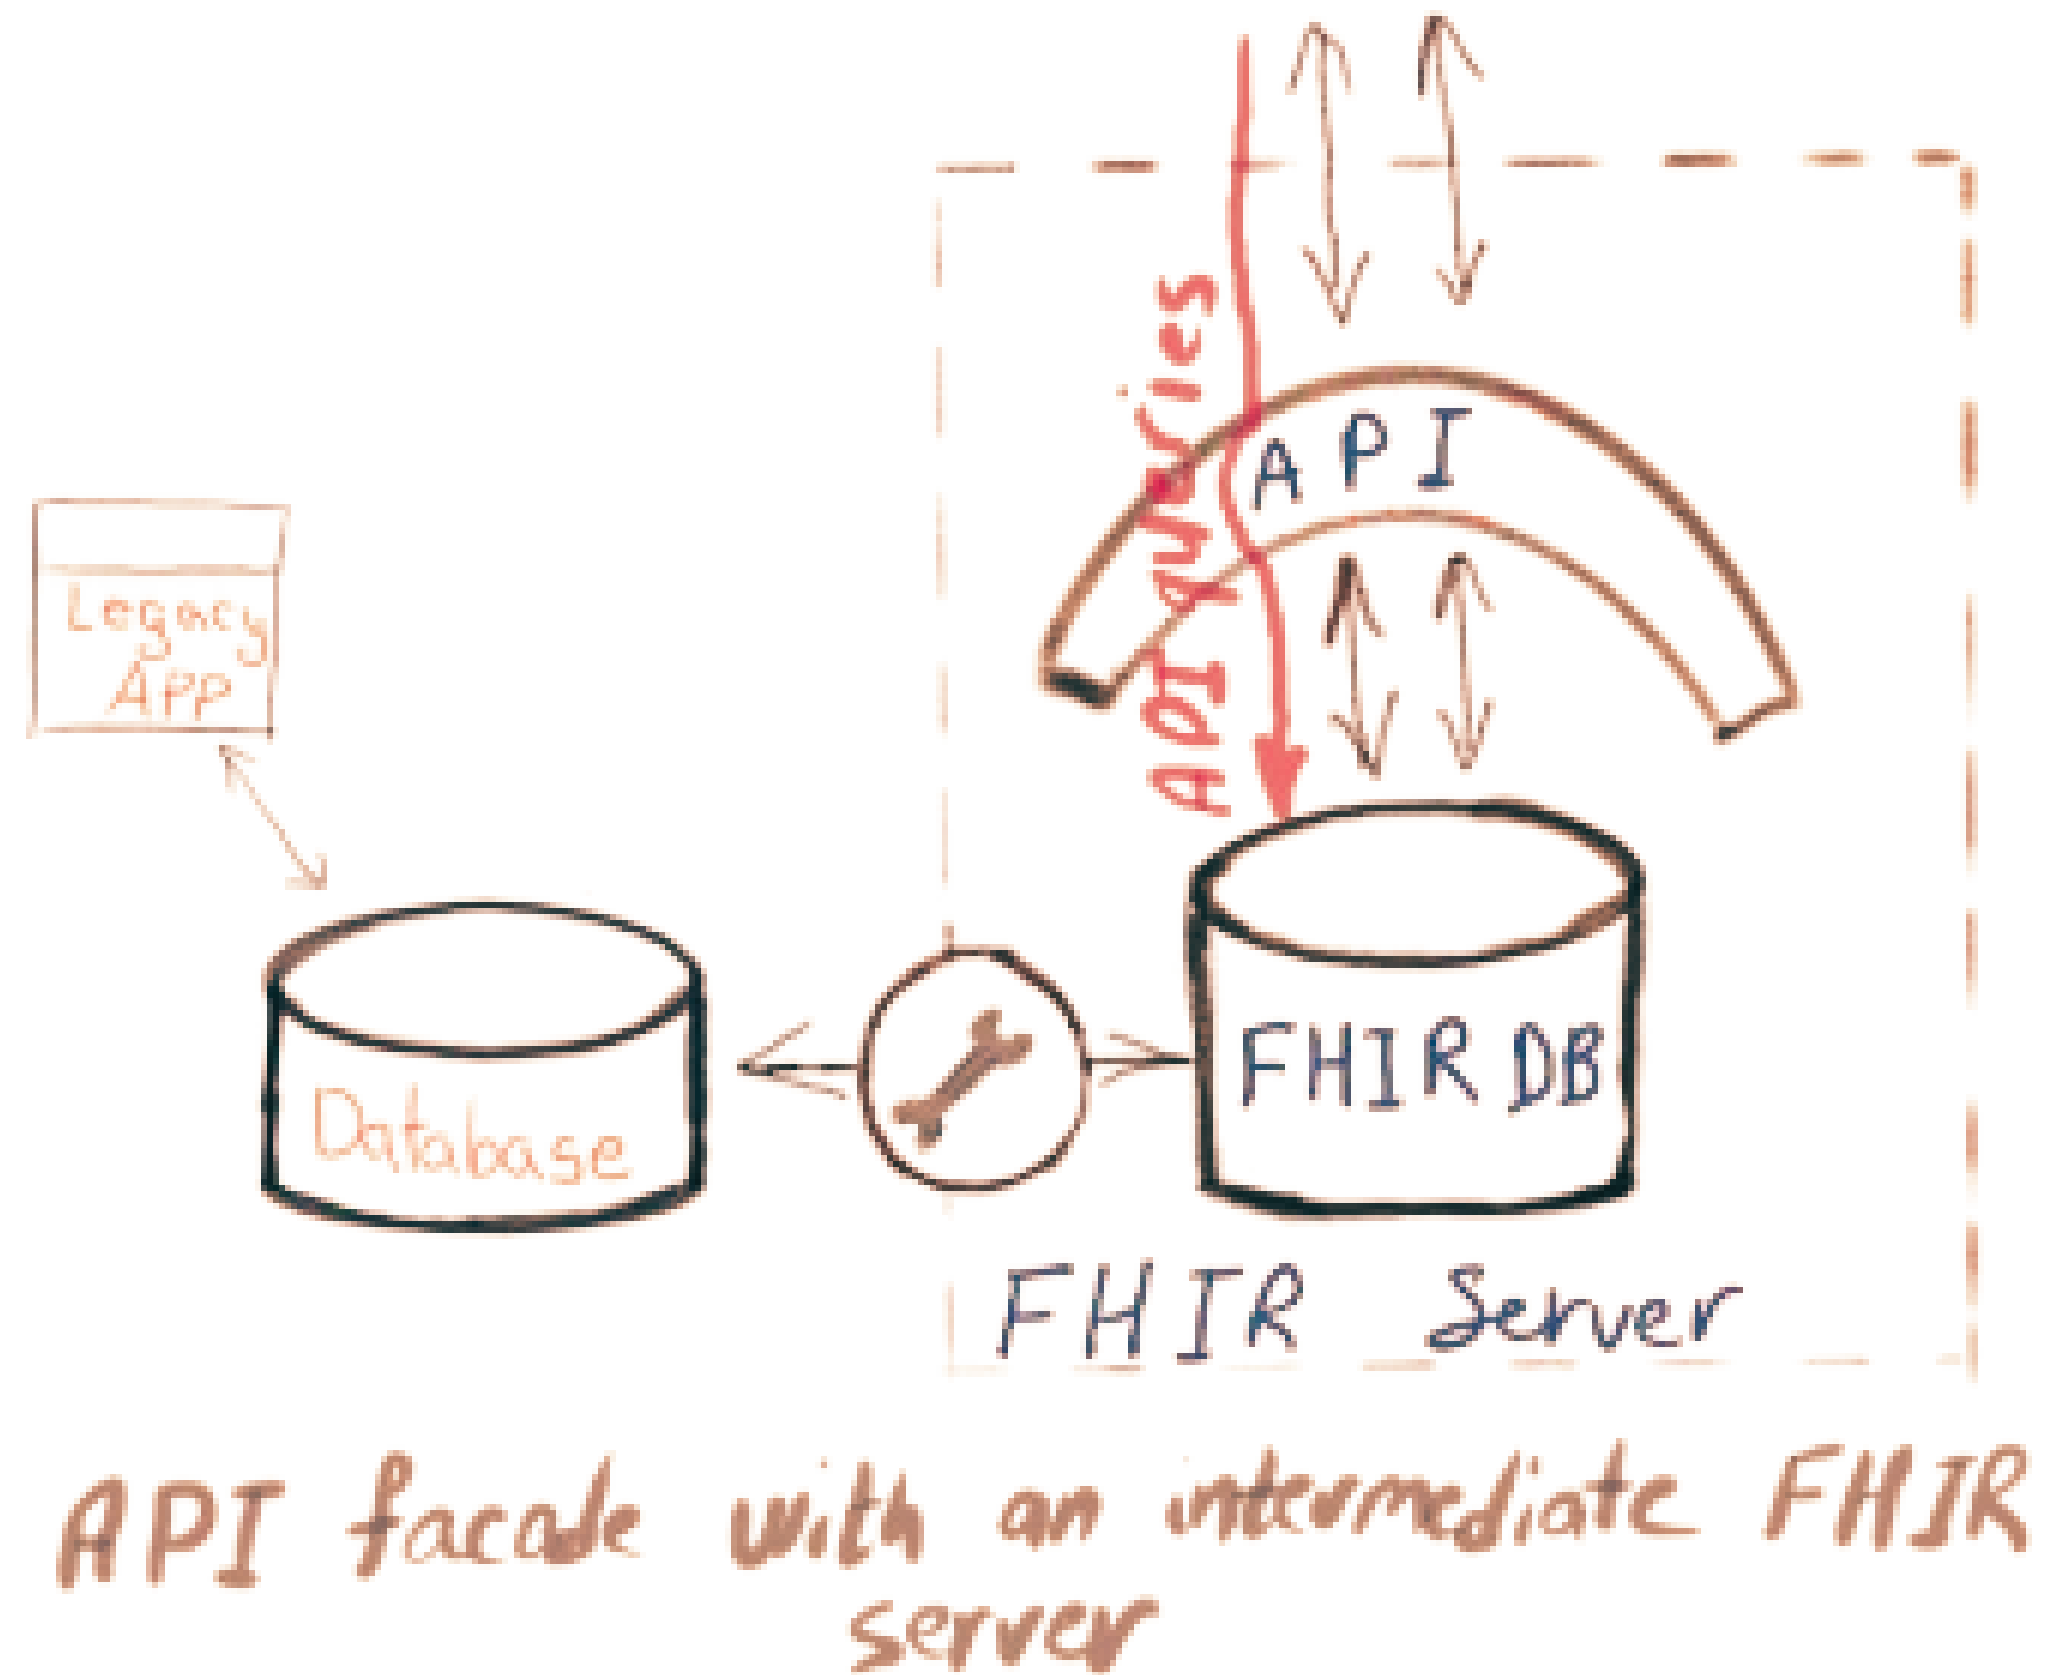 API queries
API
Legacy
App
FHIR DB
Database
FHIR Server
API facade with an intermediate FHIR
server